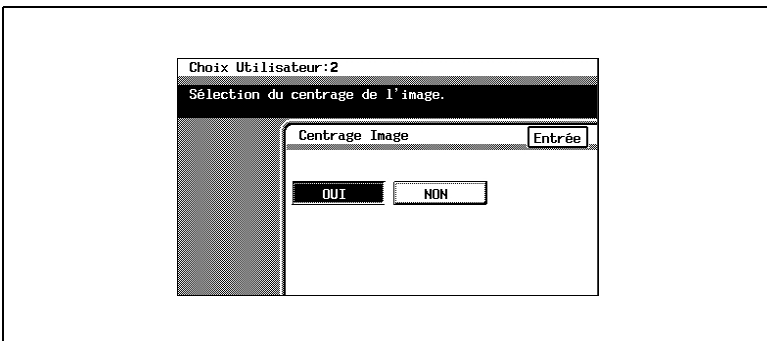 Choix Utilisateur:2
Sélection du centrage de l'image.
Centrage Image
Entrée
OUI
NON